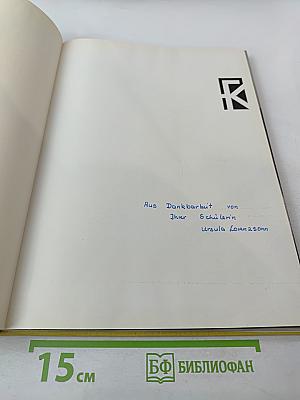 Aus Dankbarkeit von
Ihrer Schülerin
Ursula
15 см
БФ БИБЛИОФАН